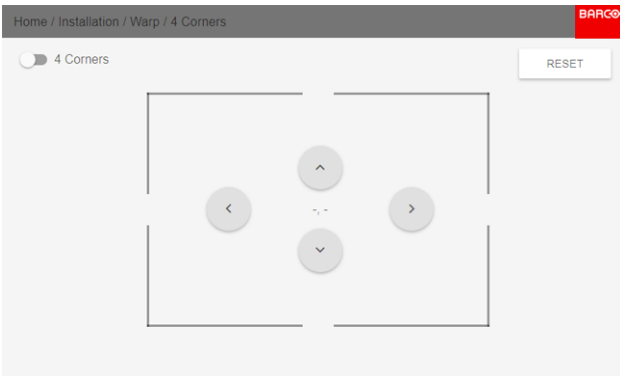 Home / Installation / Warp / 4 Corners
BARCO
4 Corners
RESET
-, -